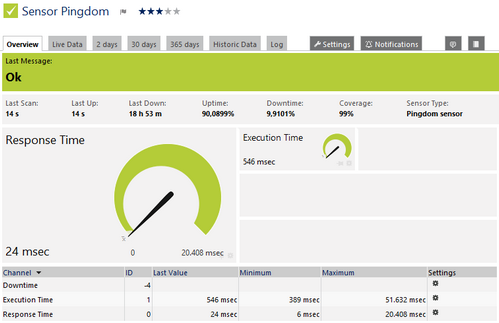 Sensor Pingdom
Overview Live Data 2 days 30 days 365 days Historic Data Log Settings Notifications
Last Message:
Ok
Last Scan: Last Up: Last Down: Uptime: Downtime: Coverage: Sensor Type:
14 s 14 s 18 h 53 m 90,0899% 9,9101% 99% Pingdom sensor
Response Time
Execution Time
546 msec
24 msec 0 20.408 msec
Channel ID Last Value Minimum Maximum Settings
Downtime -4
Execution Time 1 546 msec 389 msec 51.632 msec
Response Time 0 24 msec 6 msec 20.408 msec